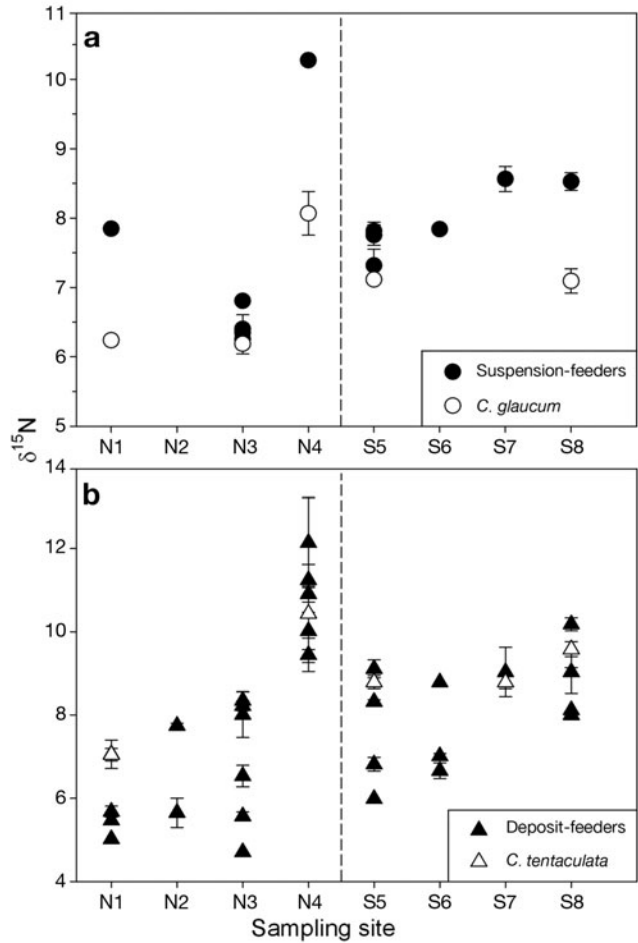 11
a
10
9
8
7
6
5
N1 N2 N3 N4 S5 S6 S7 S8
Suspension-feeders
C. glaucum
δ15N
14
b
12
10
8
6
4
N1 N2 N3 N4 S5 S6 S7 S8
Deposit-feeders
C. tentaculata
Sampling site